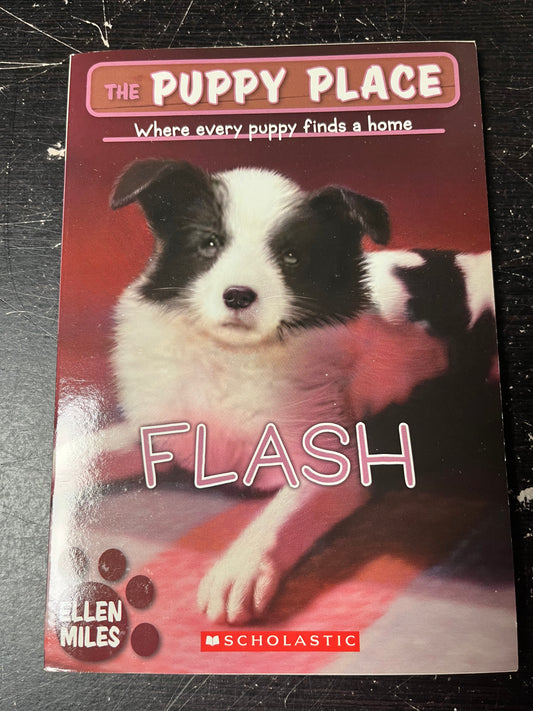 THE PUPPY PLACE
Where every puppy finds a home
FLASH
ELLEN
MILES
SCHOLASTIC